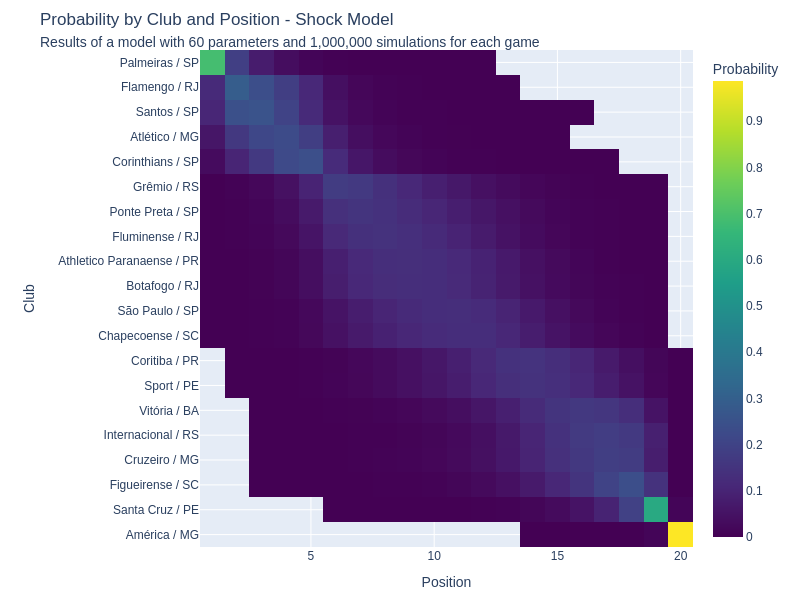 Probability by Club and Position - Shock Model
Results of a model with 60 parameters and 1,000,000 simulations for each game
Probability
Palmeiras / SP
Flamengo / RJ
Santos / SP
Atlético / MG
Corinthians / SP
Grêmio / RS
Ponte Preta / SP
Fluminense / RJ
Athletico Paranaense / PR
Botafogo / RJ
São Paulo / SP
Chapecoense / SC
Coritiba / PR
Sport / PE
Vitória / BA
Internacional / RS
Cruzeiro / MG
Figueirense / SC
Santa Cruz / PE
América / MG
Club
5
10
15
20
Position
0.9
0.8
0.7
0.6
0.5
0.4
0.3
0.2
0.1
0